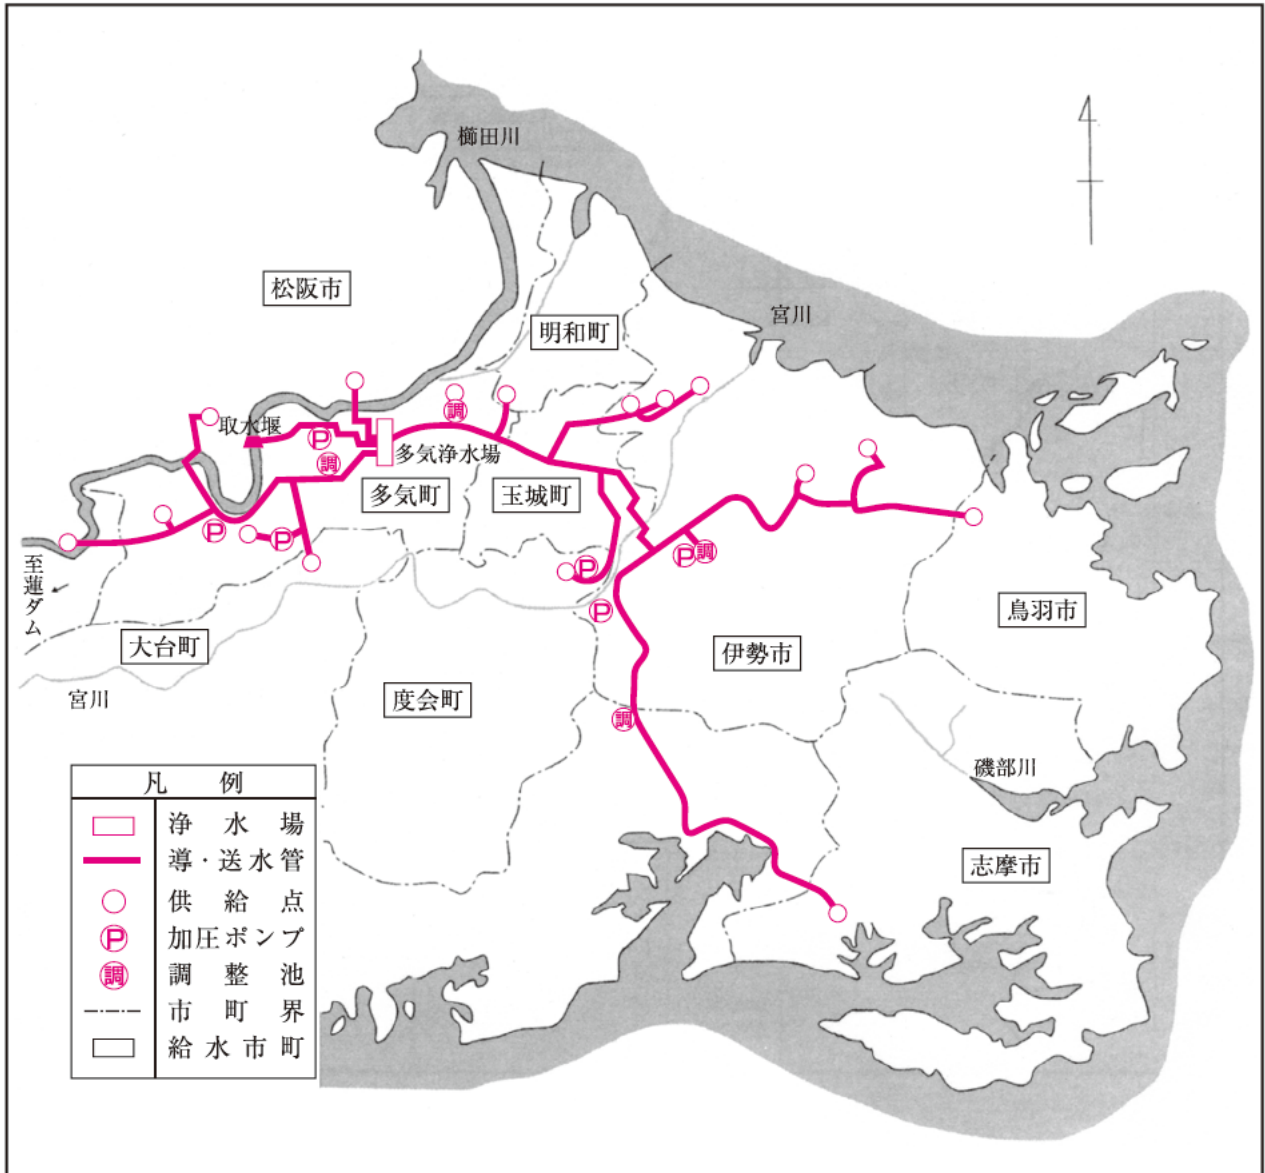 櫛田川
宮川
松阪市
明和町
取水堰
P
調
調
多気浄水場
多気町
玉城町
P
P
P
P
調
P
至蓮ダム
大台町
宮川
度会町
伊勢市
鳥羽市
調
磯部川
志摩市
凡 例
浄 水 場
導・送水管
供 給 点
P 加圧ポンプ
調 調 整 池
市 町 界
給 水 市 町